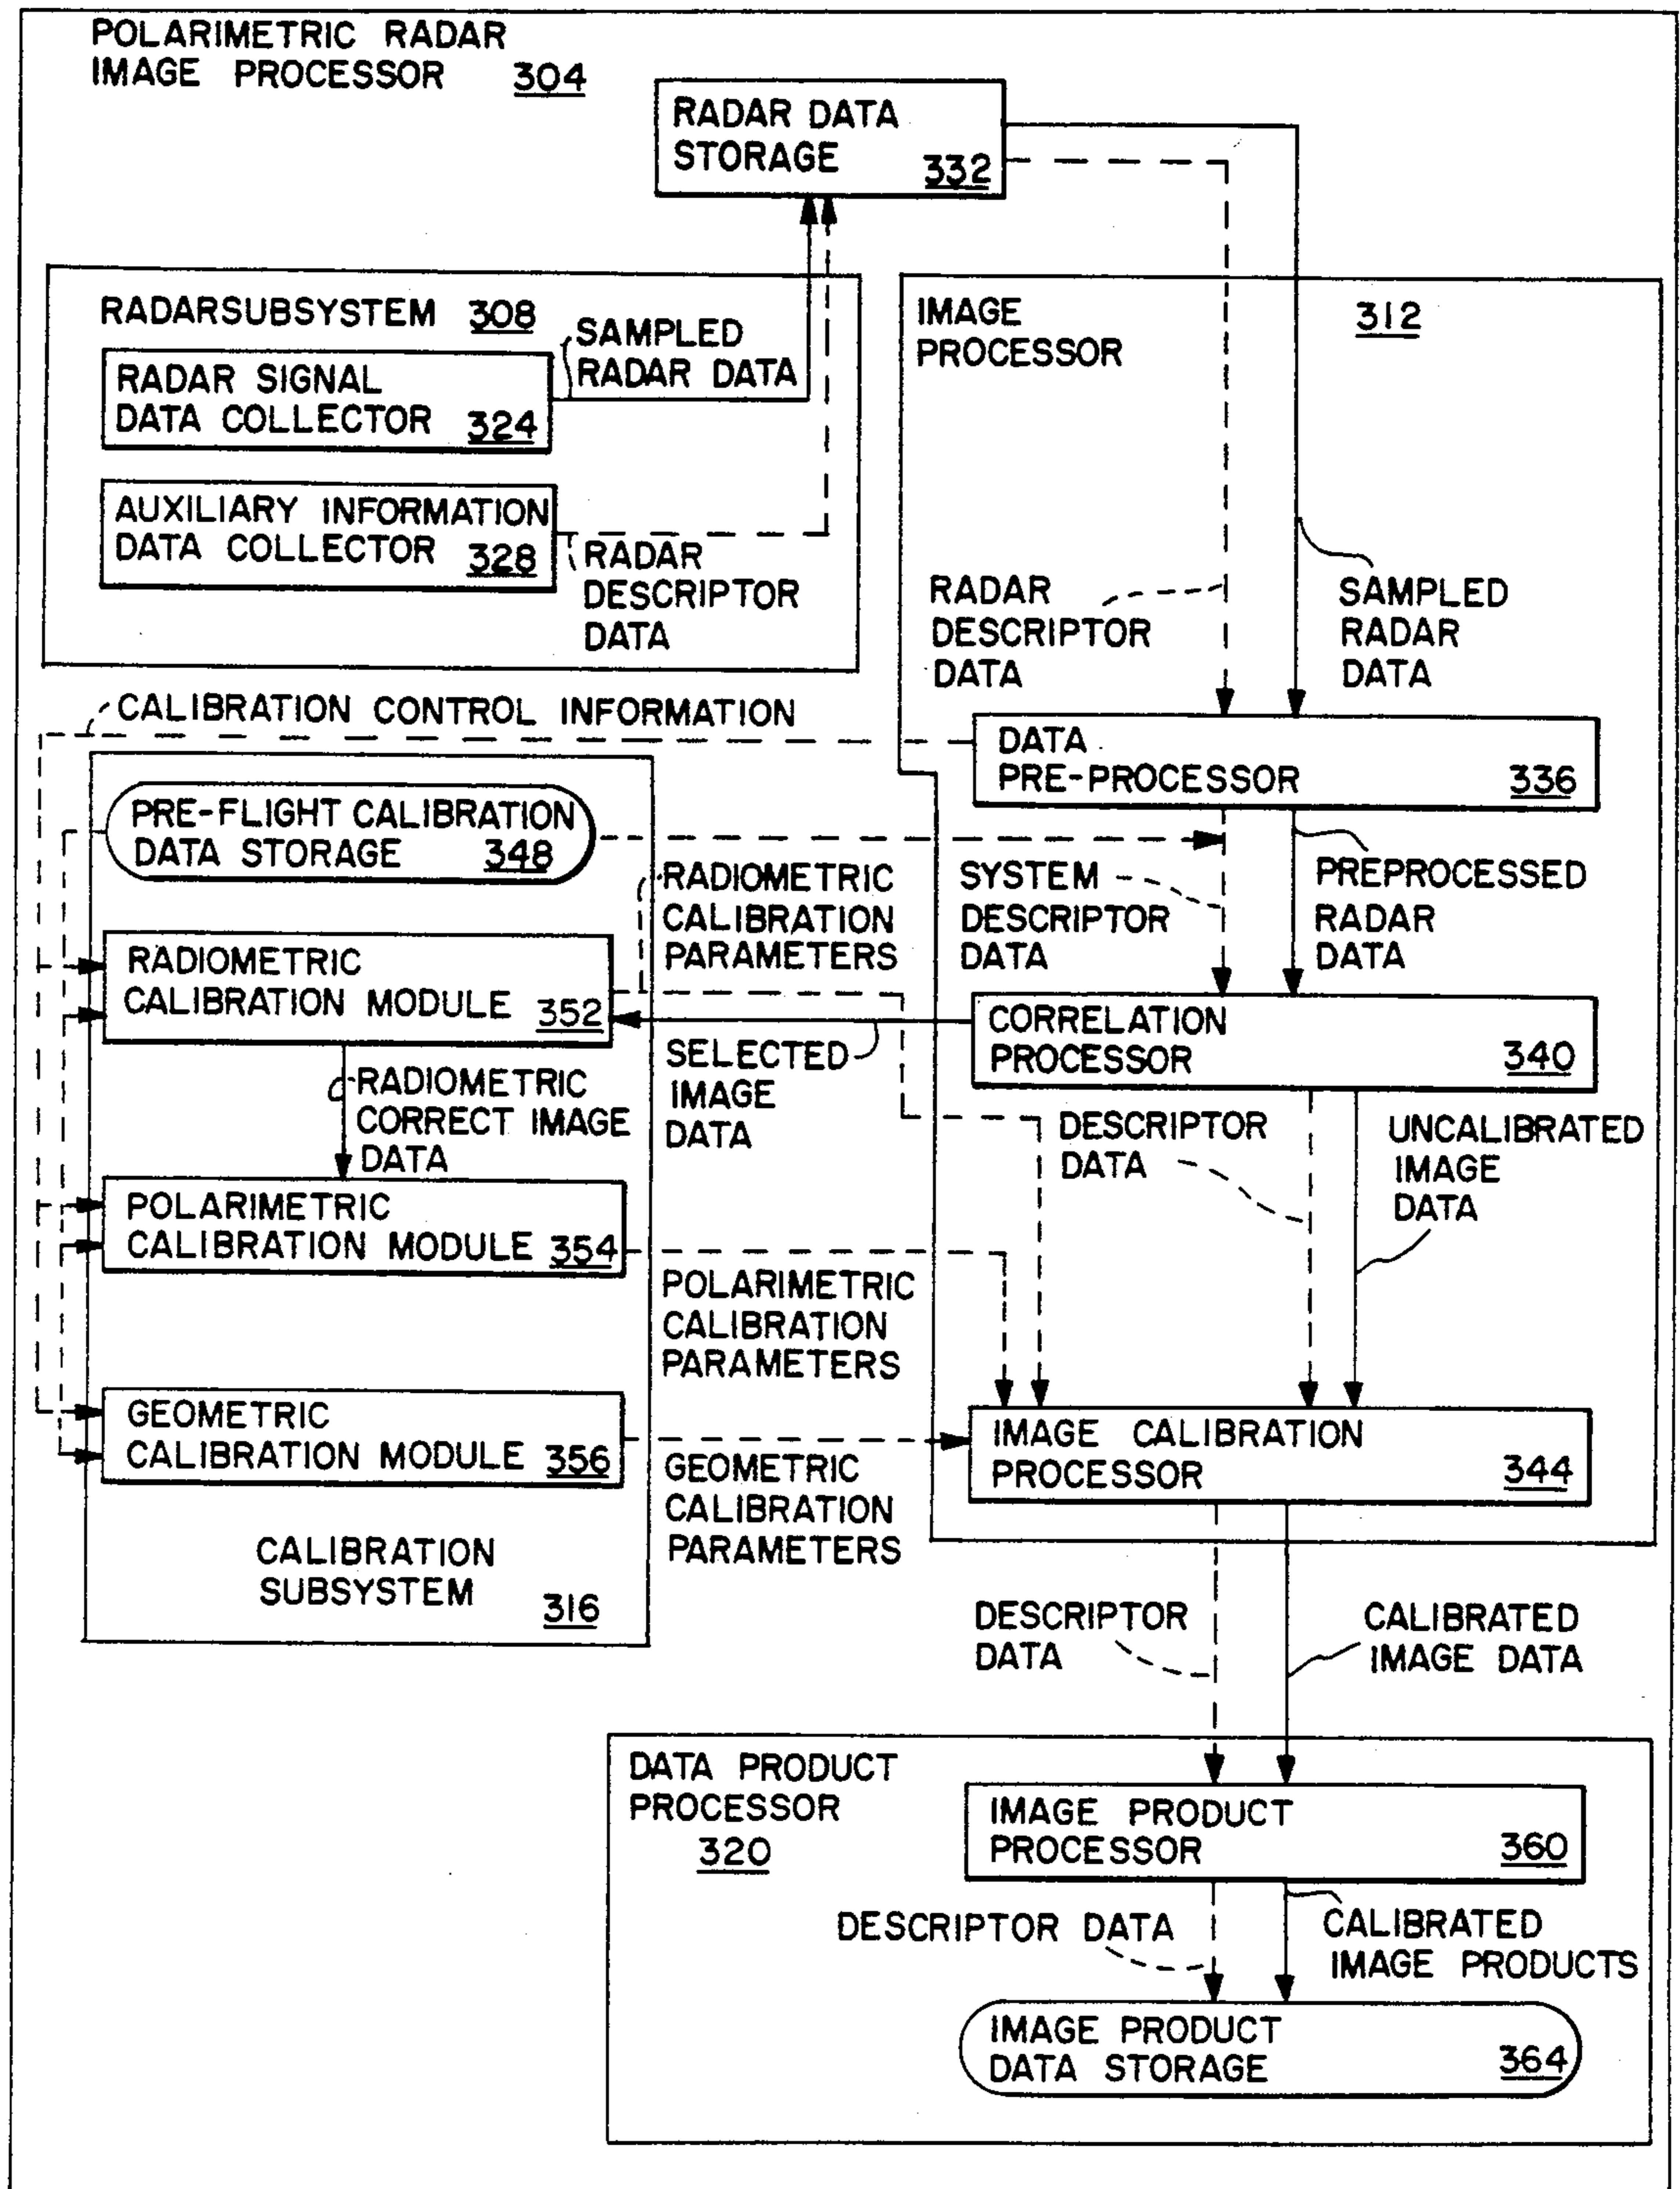 POLARIMETRIC RADAR
IMAGE PROCESSOR 304
RADAR DATA
STORAGE 332
RADARSUBSYSTEM 308
SAMPLED
RADAR DATA
RADAR SIGNAL
DATA COLLECTOR 324
AUXILIARY INFORMATION
DATA COLLECTOR 328
RADAR
DESCRIPTOR
DATA
IMAGE
PROCESSOR
312
RADAR
DESCRIPTOR
DATA
SAMPLED
RADAR
DATA
CALIBRATION CONTROL INFORMATION
DATA
PRE-PROCESSOR 336
PRE-FLIGHT CALIBRATION
DATA STORAGE 348
RADIOMETRIC
CALIBRATION
PARAMETERS
SYSTEM
DESCRIPTOR
DATA
PREPROCESSED
RADAR
DATA
RADIOMETRIC
CALIBRATION MODULE 352
CORRELATION
PROCESSOR 340
SELECTED
IMAGE
DATA
RADIOMETRIC
CORRECT IMAGE
DATA
DESCRIPTOR
DATA
UNCALIBRATED
IMAGE
DATA
POLARIMETRIC
CALIBRATION MODULE 354
POLARIMETRIC
CALIBRATION
PARAMETERS
GEOMETRIC
CALIBRATION MODULE 356
IMAGE CALIBRATION
PROCESSOR 344
GEOMETRIC
CALIBRATION
PARAMETERS
CALIBRATION
SUBSYSTEM
316
DESCRIPTOR
DATA
CALIBRATED
IMAGE DATA
DATA PRODUCT
PROCESSOR
320
IMAGE PRODUCT
PROCESSOR 360
DESCRIPTOR DATA
CALIBRATED
IMAGE PRODUCTS
IMAGE PRODUCT
DATA STORAGE 364